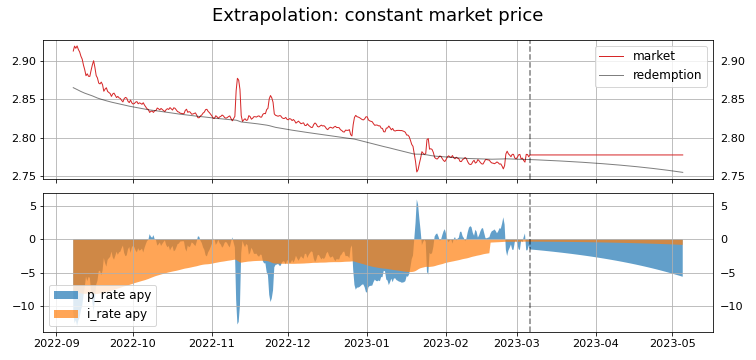 Extrapolation: constant market price
2.90
2.85
2.80
2.75
market
redemption
2.90
2.85
2.80
2.75
5
0
−5
−10
p_rate apy
i_rate apy
5
0
−5
−10
2022-09 2022-10 2022-11 2022-12 2023-01 2023-02 2023-03 2023-04 2023-05